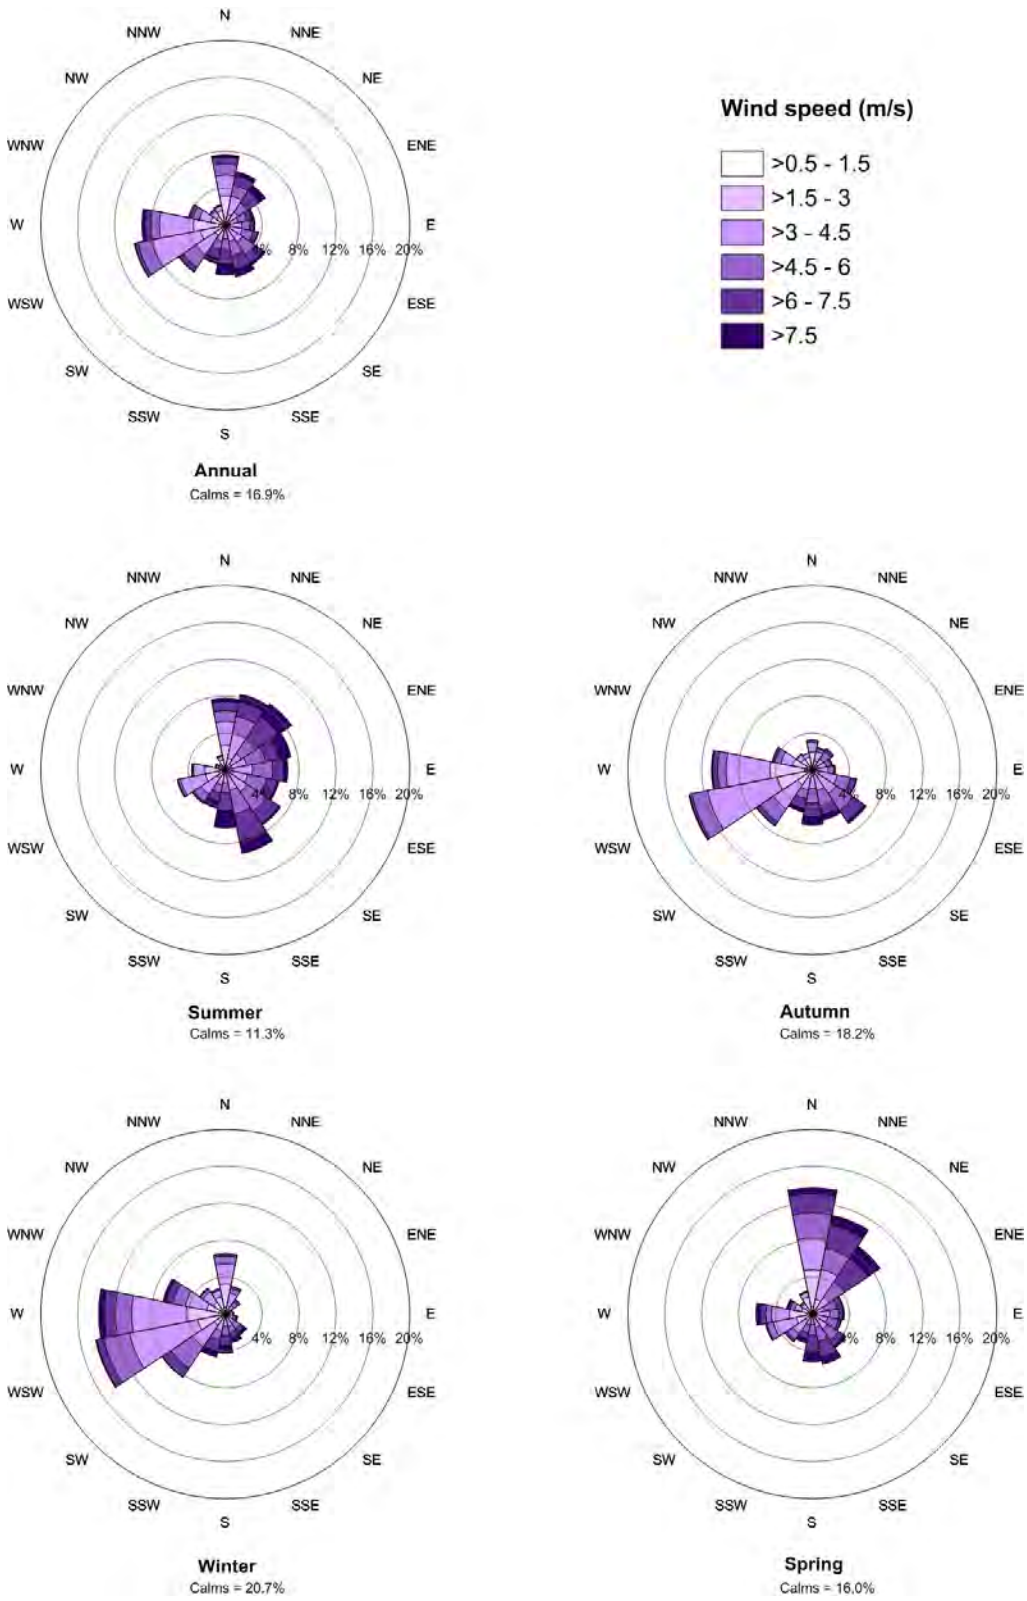 N
NNW NNE
NW NE
WNW ENE
W E
4% 8% 12% 16% 20%
WSW ESE
SW SE
SSW SSE
S
Annual
Calms = 16.9%
Wind speed (m/s)
>0.5 - 1.5
>1.5 - 3
>3 - 4.5
>4.5 - 6
>6 - 7.5
>7.5
N
NNW NNE
NW NE
WNW ENE
W E
4% 8% 12% 16% 20%
WSW ESE
SW SE
SSW SSE
S
Summer
Calms = 11.3%
N
NNW NNE
NW NE
WNW ENE
W E
4% 8% 12% 16% 20%
WSW ESE
SW SE
SSW SSE
S
Autumn
Calms = 18.2%
N
NNW NNE
NW NE
WNW ENE
W E
4% 8% 12% 16% 20%
WSW ESE
SW SE
SSW SSE
S
Winter
Calms = 20.7%
N
NNW NNE
NW NE
WNW ENE
W E
4% 8% 12% 16% 20%
WSW ESE
SW SE
SSW SSE
S
Spring
Calms = 16.0%